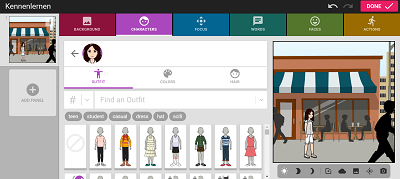 Kennenlernen
DONE
BACKGROUND
CHARACTERS
FOCUS
WORDS
FACES
ACTIONS
ADD PANEL
OUTFIT
COLORS
HAIR
#
Find an Outfit
teen
student
casual
dress
hat
scifi